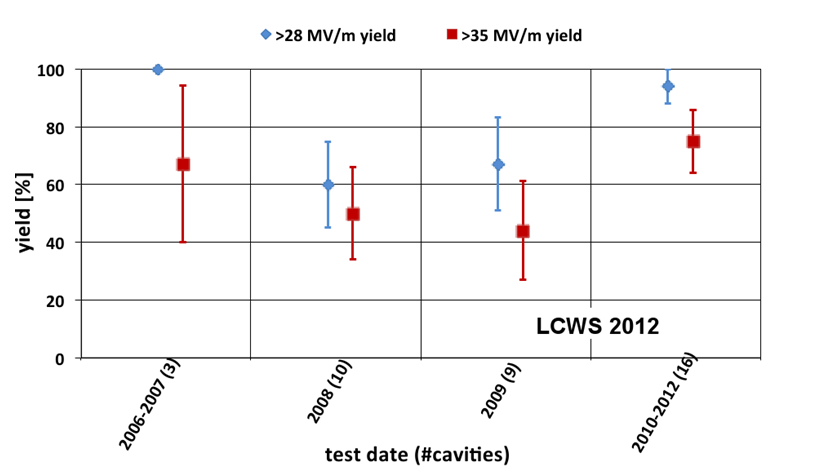 >28 MV/m yield >35 MV/m yield
100
80
60
40
20
0
yield [%]
LCWS 2012
2006-2007 (3)
2008 (10)
2009 (9)
2010-2012 (16)
test date (#cavities)